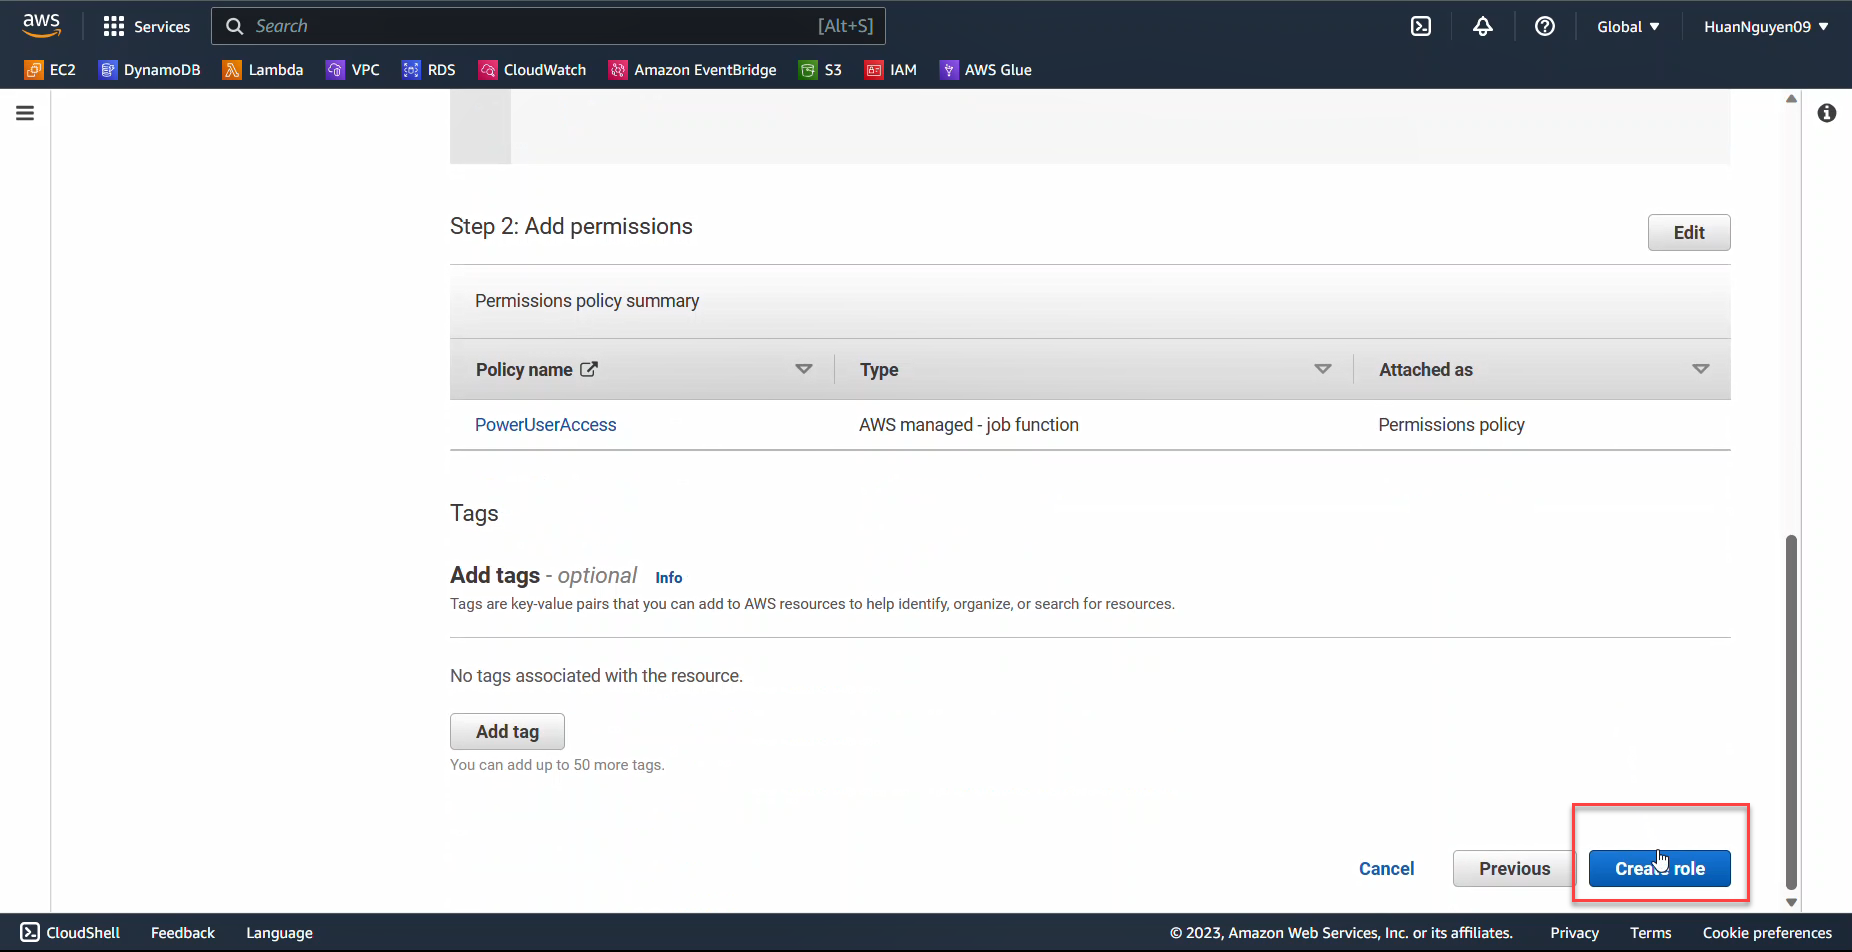 aws
Services
Search [Alt+S]
Global
HuanNguyen09
EC2 DynamoDB Lambda VPC RDS CloudWatch Amazon EventBridge S3 IAM AWS Glue
Step 2: Add permissions
Edit
Permissions policy summary
Policy name Type Attached as
PowerUserAccess AWS managed - job function Permissions policy
Tags
Add tags - optional Info
Tags are key-value pairs that you can add to AWS resources to help identify, organize, or search for resources.
No tags associated with the resource.
Add tag
You can add up to 50 more tags.
Cancel Previous Create role
CloudShell Feedback Language © 2023, Amazon Web Services, Inc. or its affiliates. Privacy Terms Cookie preferences